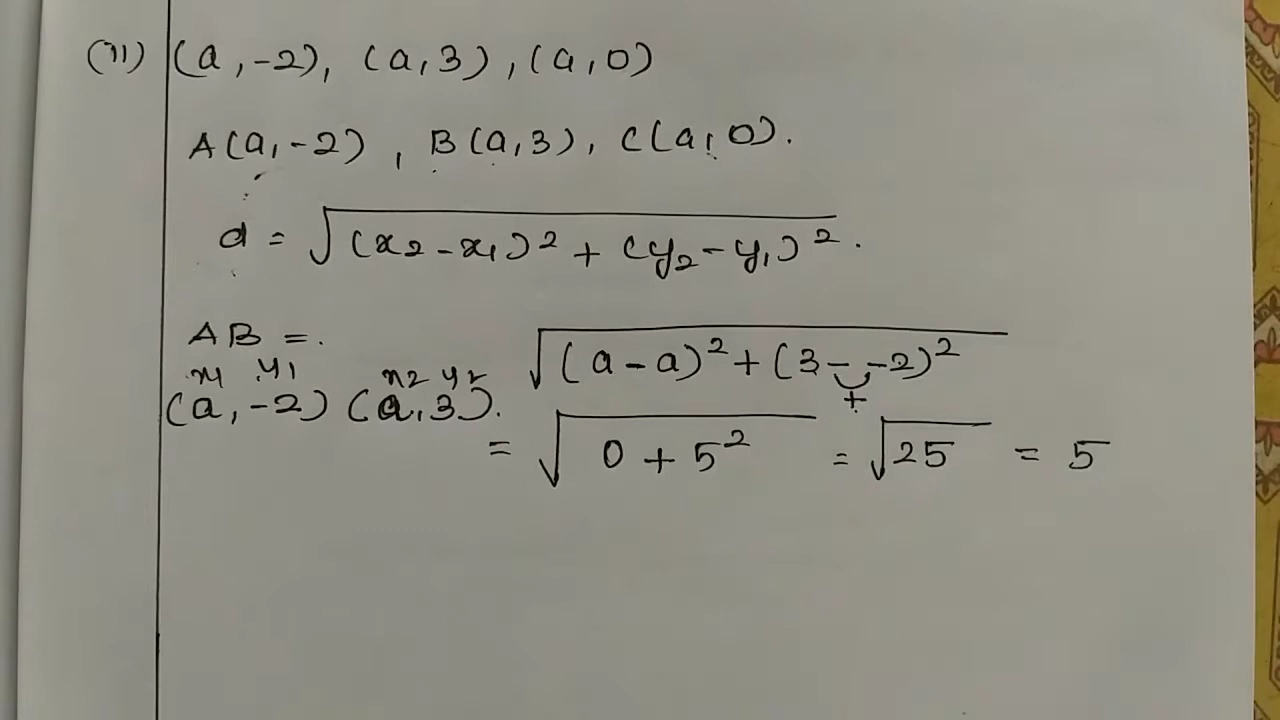 (ii) (a, -2), (a, 3), (a, 0)
A(a, -2), B(a, 3), C(a, 0).
d = √(x₂ - x₁)² + (y₂ - y₁)².
AB =. √(a - a)² + (3 - -2)²
x₁ y₁ x₂ y₂ +
(a, -2) (a, 3).
= √0 + 5² = √25 = 5